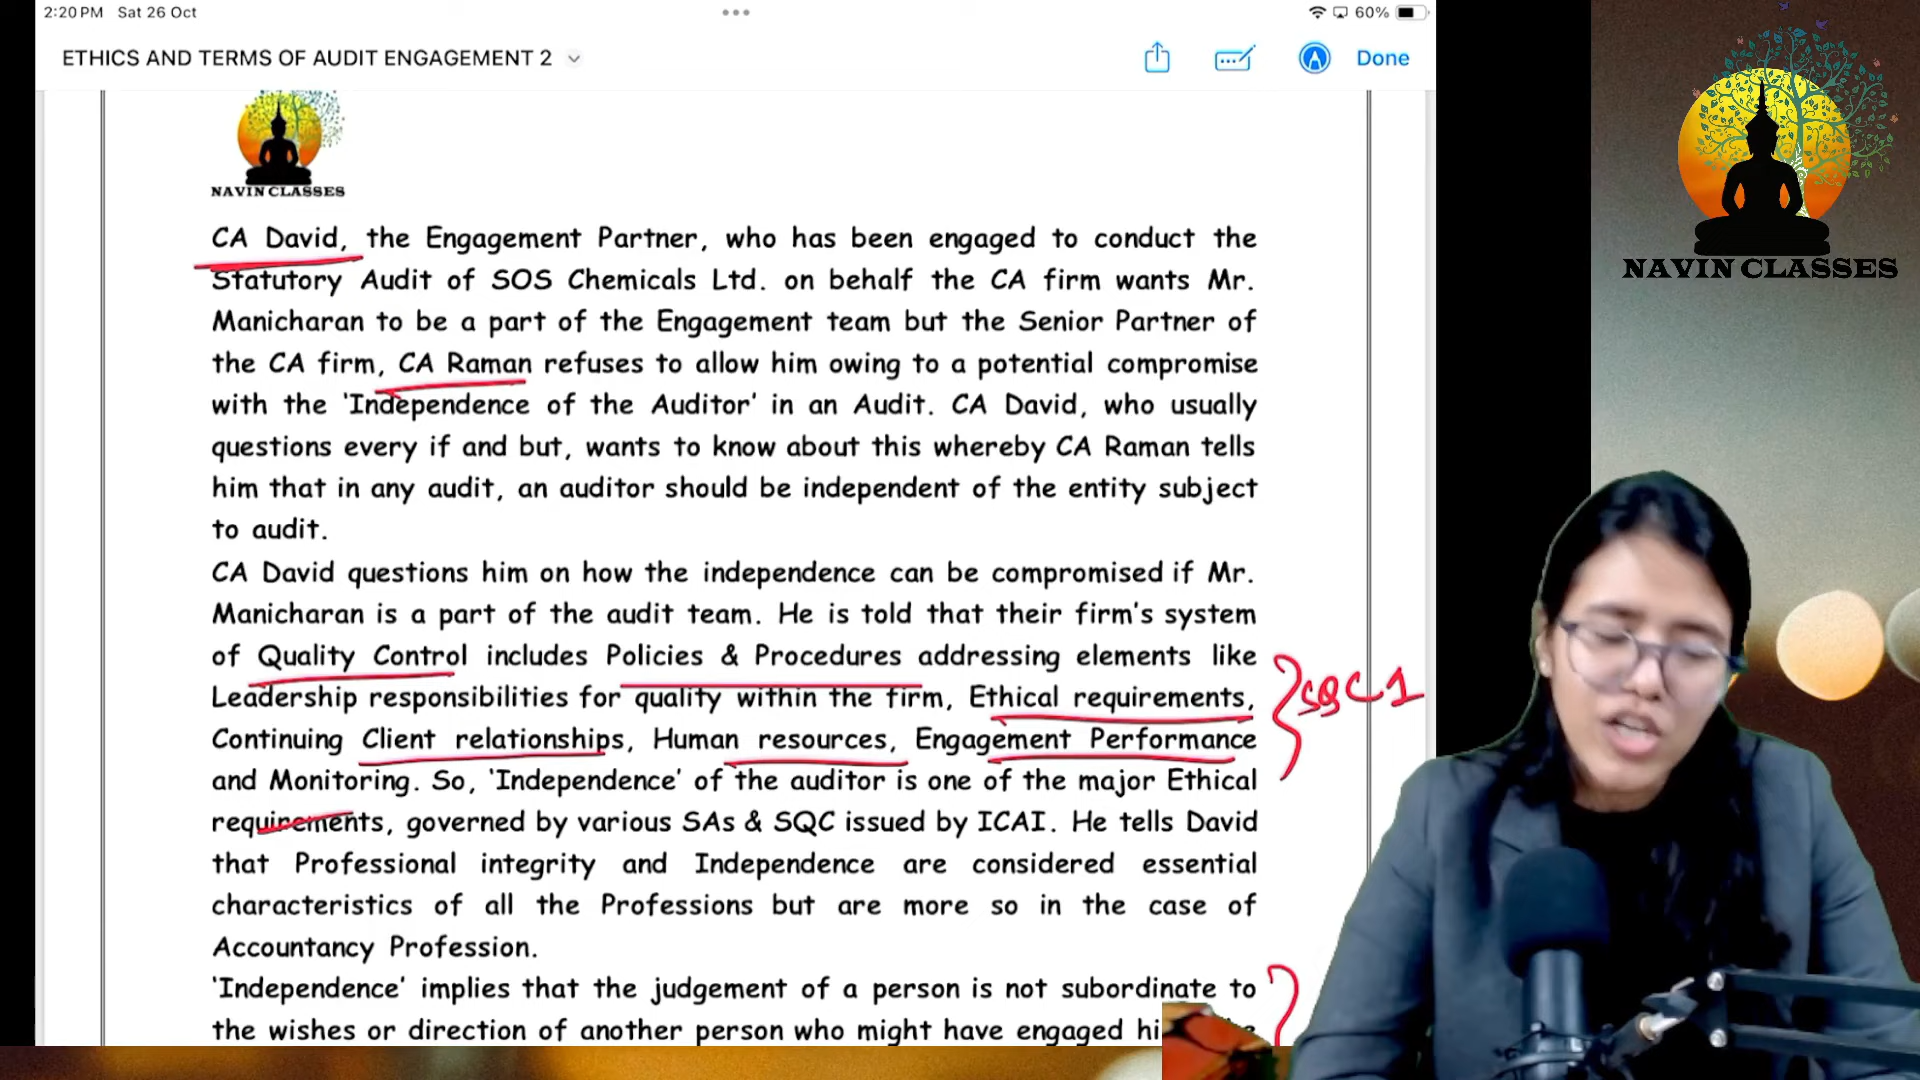 2:20 PM Sat 26 Oct
60%
ETHICS AND TERMS OF AUDIT ENGAGEMENT 2
Done
NAVIN CLASSES
NAVIN CLASSES
CA David, the Engagement Partner, who has been engaged to conduct the
Statutory Audit of SOS Chemicals Ltd. on behalf the CA firm wants Mr.
Manicharan to be a part of the Engagement team but the Senior Partner of
the CA firm, CA Raman refuses to allow him owing to a potential compromise
with the ‘Independence of the Auditor’ in an Audit. CA David, who usually
questions every if and but, wants to know about this whereby CA Raman tells
him that in any audit, an auditor should be independent of the entity subject
to audit.
CA David questions him on how the independence can be compromised if Mr.
Manicharan is a part of the audit team. He is told that their firm’s system
of Quality Control includes Policies & Procedures addressing elements like
Leadership responsibilities for quality within the firm, Ethical requirements,
SQC 1
Continuing Client relationships, Human resources, Engagement Performance
and Monitoring. So, ‘Independence’ of the auditor is one of the major Ethical
requirements, governed by various SAs & SQC issued by ICAI. He tells David
that Professional integrity and Independence are considered essential
characteristics of all the Professions but are more so in the case of
Accountancy Profession.
‘Independence’ implies that the judgement of a person is not subordinate to
the wishes or direction of another person who might have engaged